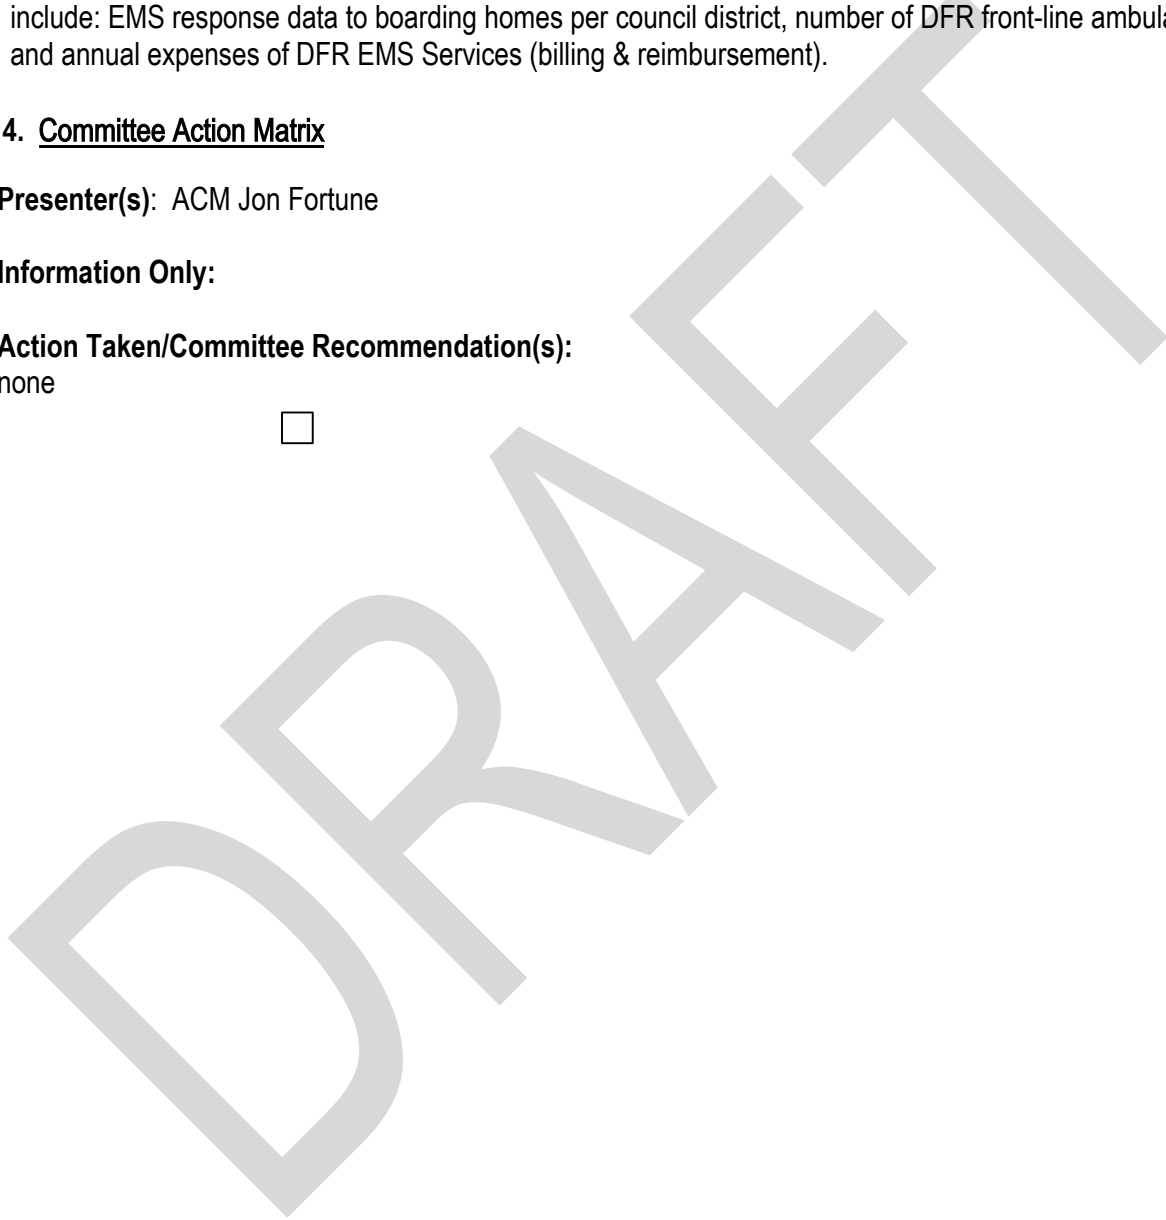 include: EMS response data to boarding homes per council district, number of DFR front-line
and annual expenses of DFR EMS Services (billing & reimbursement).
4. Committee Action Matrix
Presenter(s): ACM Jon Fortune
Information Only:
Action Taken/Committee Recommendation(s):
none
DRAFT